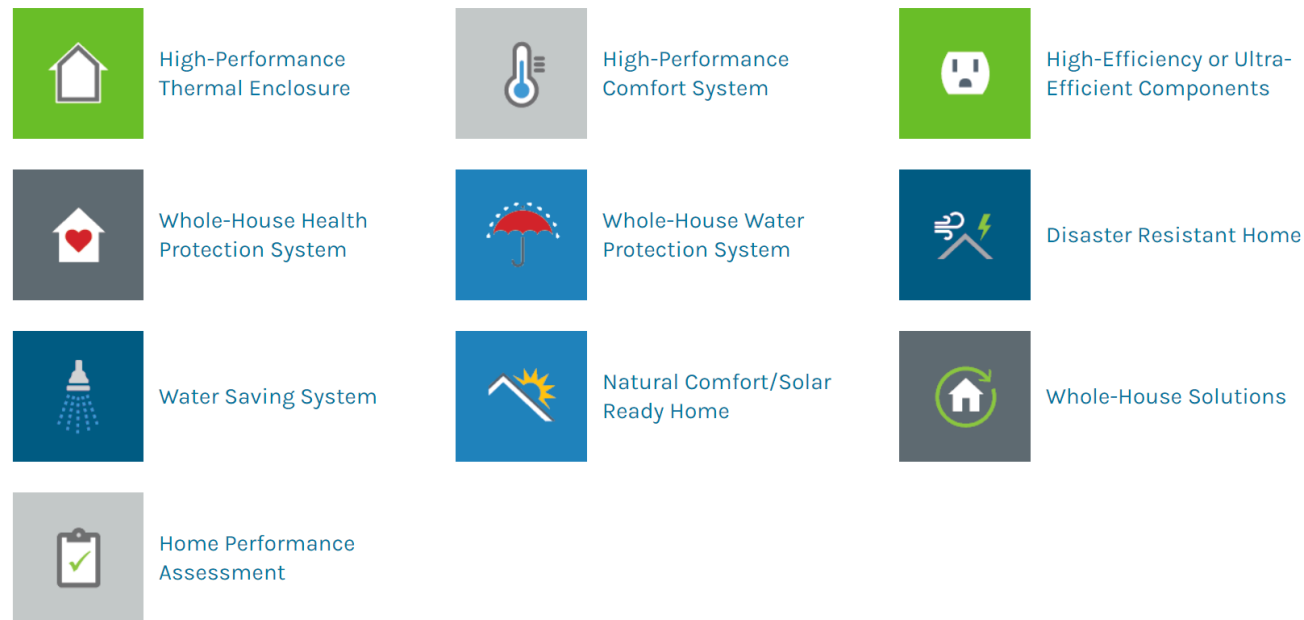 High-Performance
Thermal Enclosure
High-Performance
Comfort System
High-Efficiency or Ultra-
Efficient Components
Whole-House Health
Protection System
Whole-House Water
Protection System
Disaster Resistant Home
Water Saving System
Natural Comfort/Solar
Ready Home
Whole-House Solutions
Home Performance
Assessment